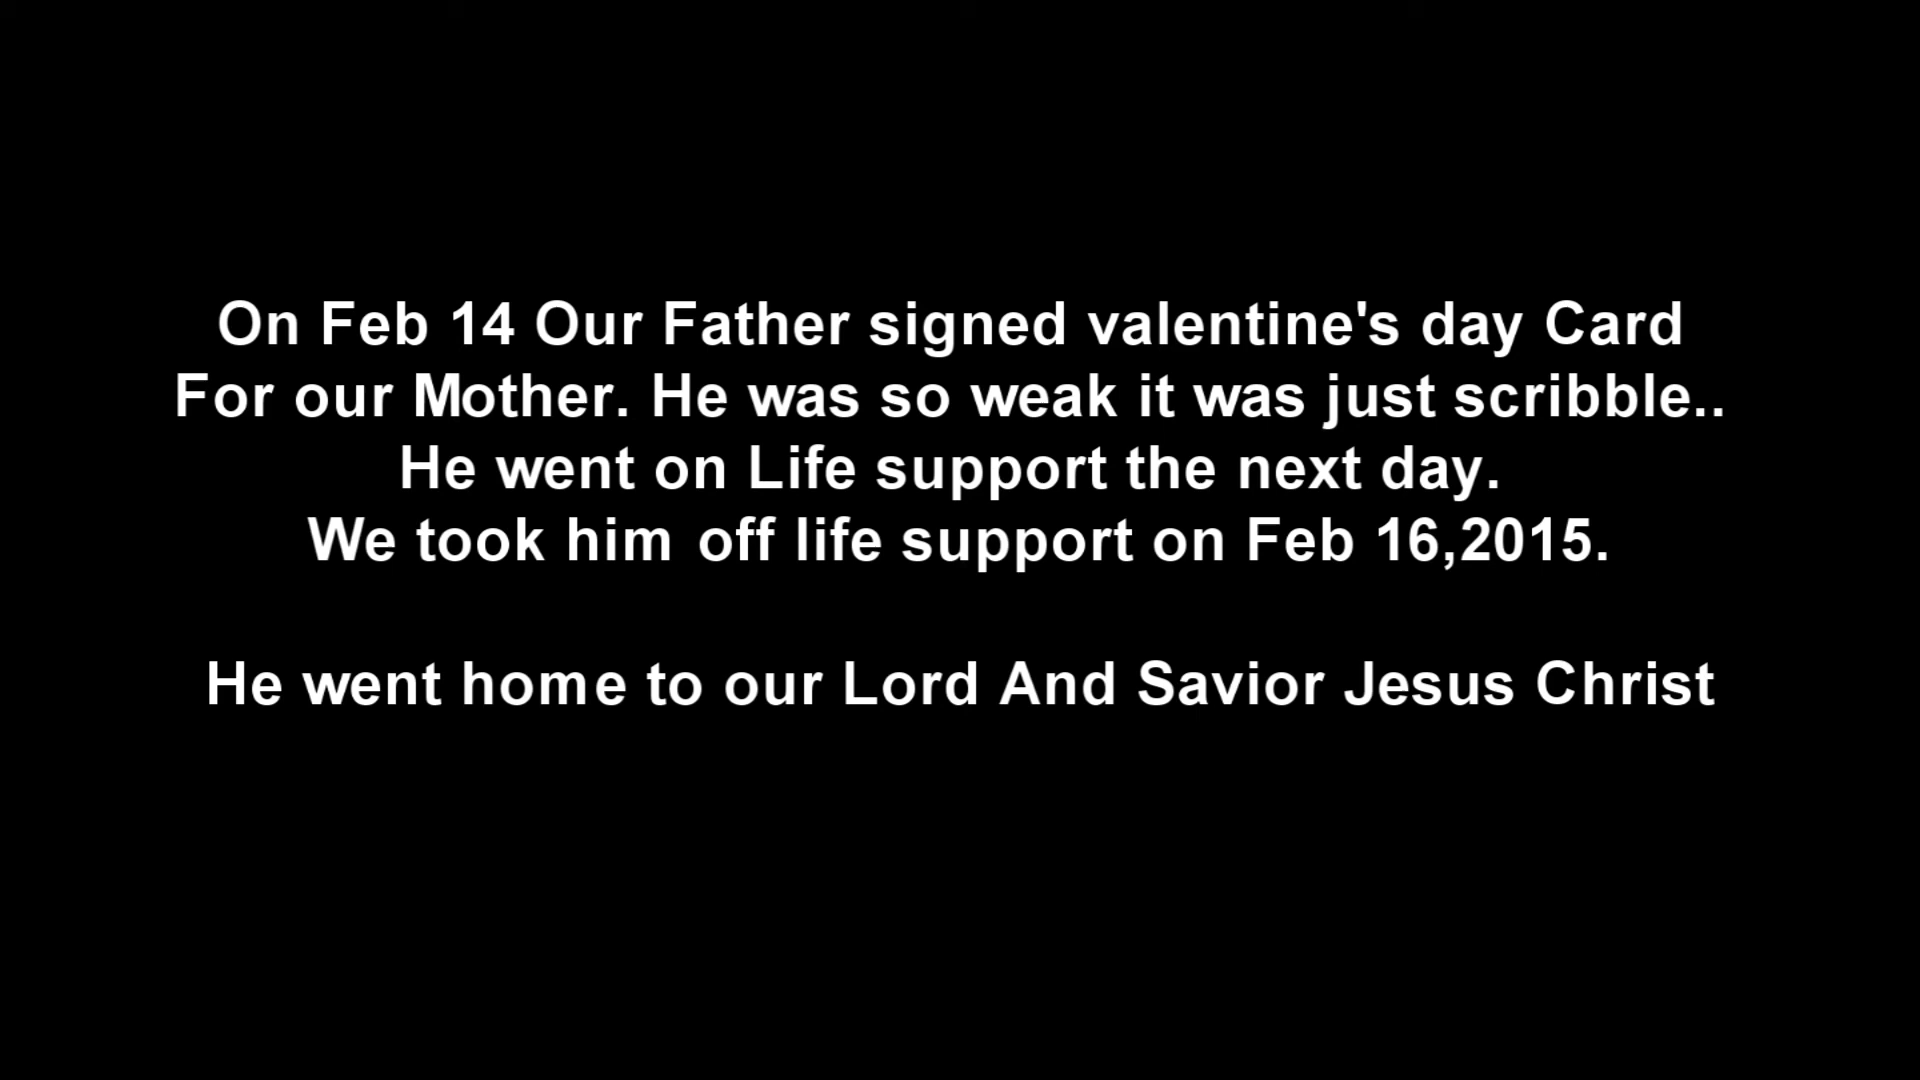 On Feb 14 Our Father signed valentine's day Card
For our Mother. He was so weak it was just scribble..
He went on Life support the next day.
We took him off life support on Feb 16,2015.
He went home to our Lord And Savior Jesus Christ